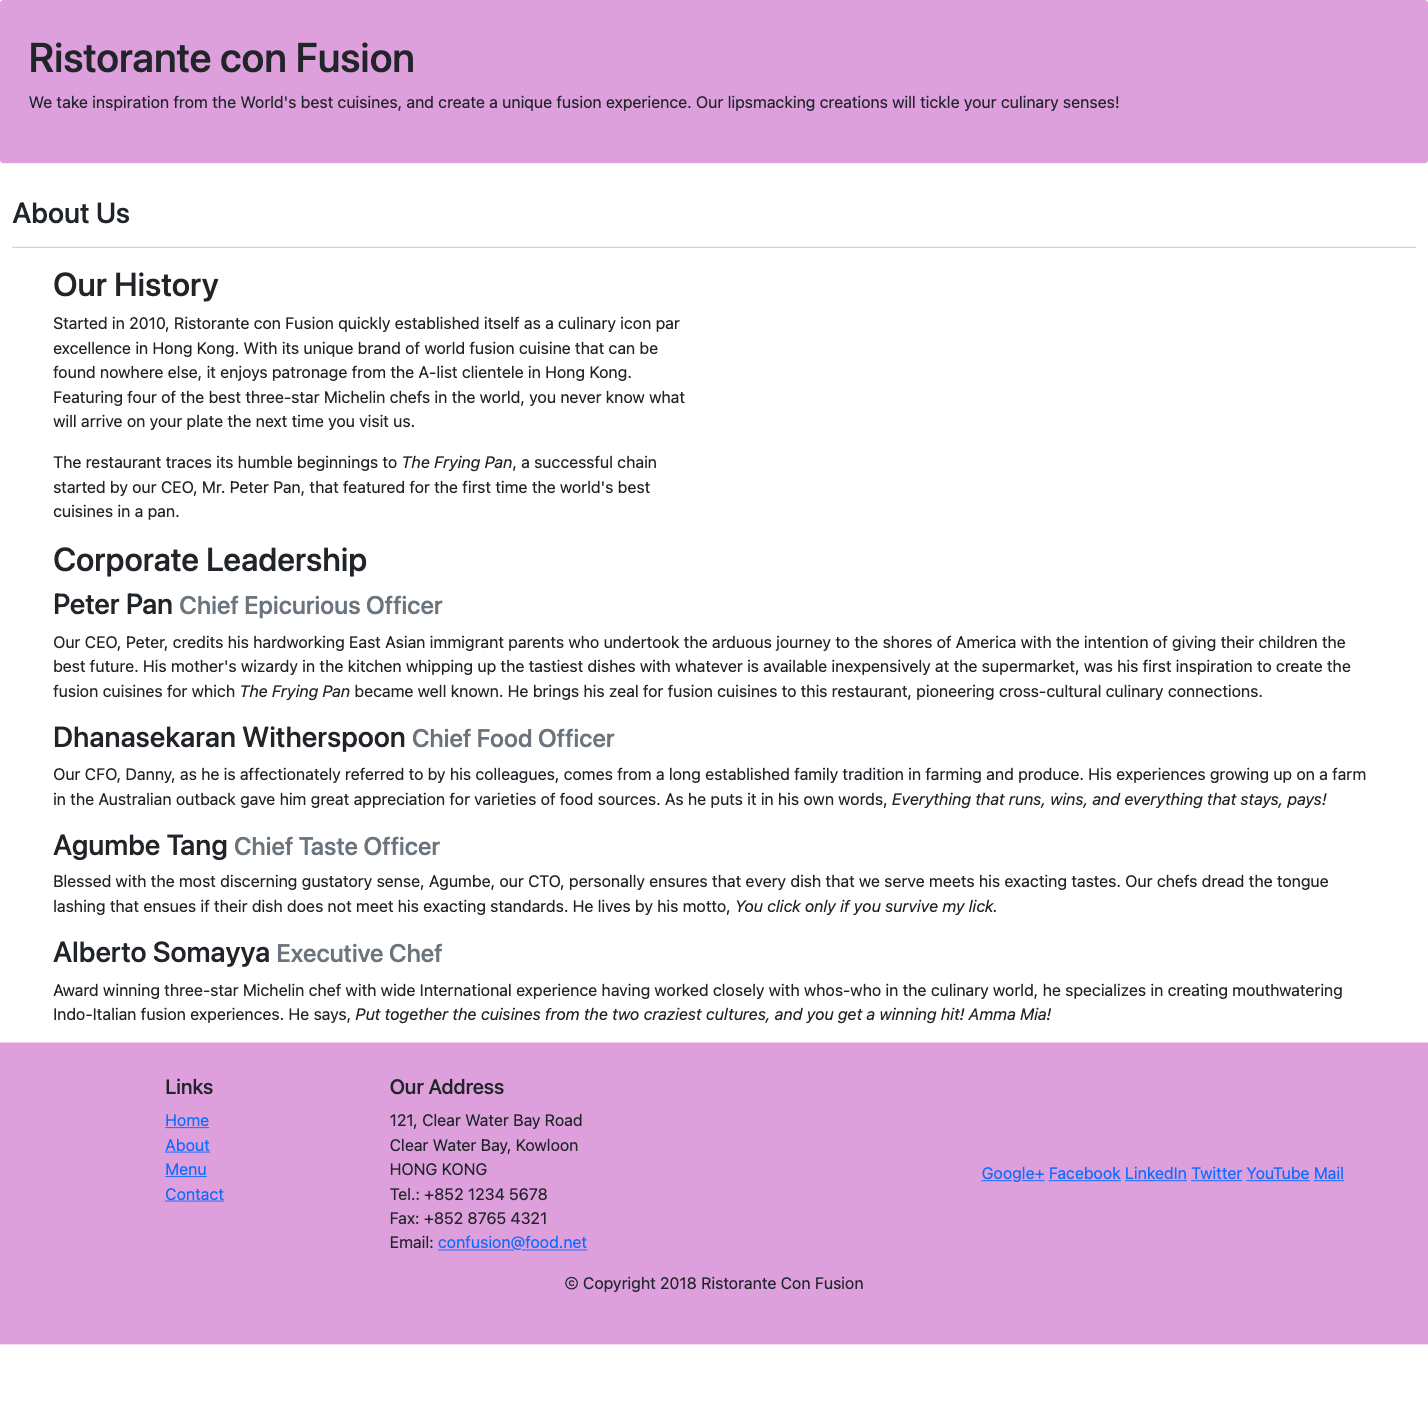 Ristorante con Fusion
We take inspiration from the World's best cuisines, and create a unique fusion experience. Our lipsmacking creations will tickle your culinary senses!
About Us
Our History
Started in 2010, Ristorante con Fusion quickly established itself as a culinary icon par
excellence in Hong Kong. With its unique brand of world fusion cuisine that can be
found nowhere else, it enjoys patronage from the A-list clientele in Hong Kong.
Featuring four of the best three-star Michelin chefs in the world, you never know what
will arrive on your plate the next time you visit us.
The restaurant traces its humble beginnings to The Frying Pan, a successful chain
started by our CEO, Mr. Peter Pan, that featured for the first time the world's best
cuisines in a pan.
Corporate Leadership
Peter Pan Chief Epicurious Officer
Our CEO, Peter, credits his hardworking East Asian immigrant parents who undertook the arduous journey to the shores of America with the intention of giving their children the
best future. His mother's wizardy in the kitchen whipping up the tastiest dishes with whatever is available inexpensively at the supermarket, was his first inspiration to create the
fusion cuisines for which The Frying Pan became well known. He brings his zeal for fusion cuisines to this restaurant, pioneering cross-cultural culinary connections.
Dhanasekaran Witherspoon Chief Food Officer
Our CFO, Danny, as he is affectionately referred to by his colleagues, comes from a long established family tradition in farming and produce. His experiences growing up on a farm
in the Australian outback gave him great appreciation for varieties of food sources. As he puts it in his own words, Everything that runs, wins, and everything that stays, pays!
Agumbe Tang Chief Taste Officer
Blessed with the most discerning gustatory sense, Agumbe, our CTO, personally ensures that every dish that we serve meets his exacting tastes. Our chefs dread the tongue
lashing that ensues if their dish does not meet his exacting standards. He lives by his motto, You click only if you survive my lick.
Alberto Somayya Executive Chef
Award winning three-star Michelin chef with wide International experience having worked closely with whos-who in the culinary world, he specializes in creating mouthwatering
Indo-Italian fusion experiences. He says, Put together the cuisines from the two craziest cultures, and you get a winning hit! Amma Mia!
Links
Home
About
Menu
Contact
Our Address
121, Clear Water Bay Road
Clear Water Bay, Kowloon
HONG KONG
Tel.: +852 1234 5678
Fax: +852 8765 4321
Email: confusion@food.net
Google+ Facebook LinkedIn Twitter YouTube Mail
© Copyright 2018 Ristorante Con Fusion